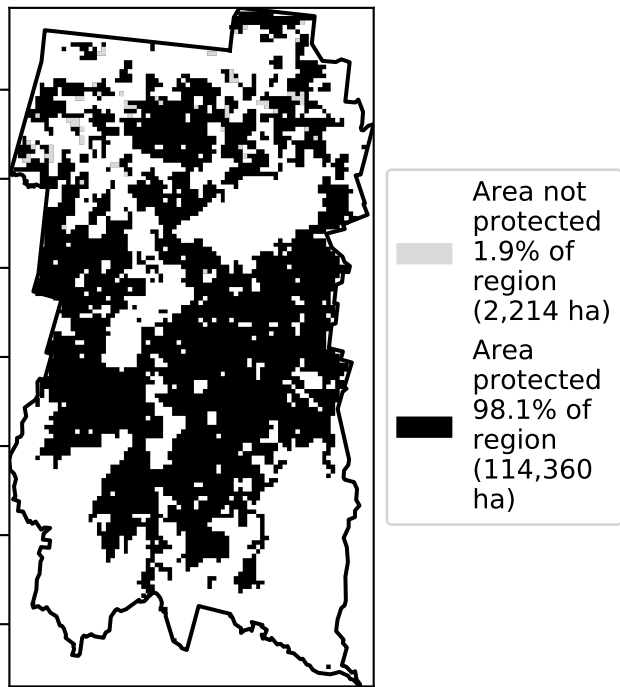 Area not
protected
1.9% of
region
(2,214 ha)
Area
protected
98.1% of
region
(114,360
ha)